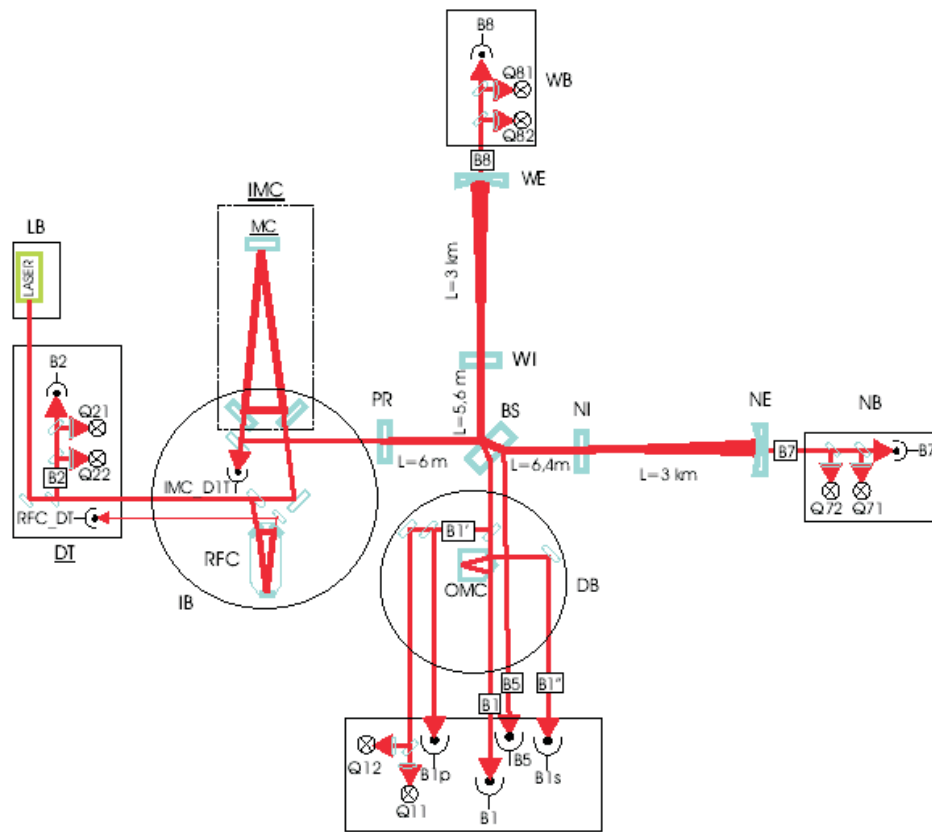 B8
Q81
WB
Q82
B8
WE
IMC
MC
LB
LASER
L=3 km
B2
Q21
Q22
B2
WI
L=5,6 m
PR
BS
NI
NE
NB
L=6 m
L=6,4m
L=3 km
B7
B7
Q72
Q71
IMC_D1T
RFC_DT
DT
RFC
IB
B1'
OMC
DB
B1
B5
B1"
Q12
B1p
B5
B1s
Q11
B1